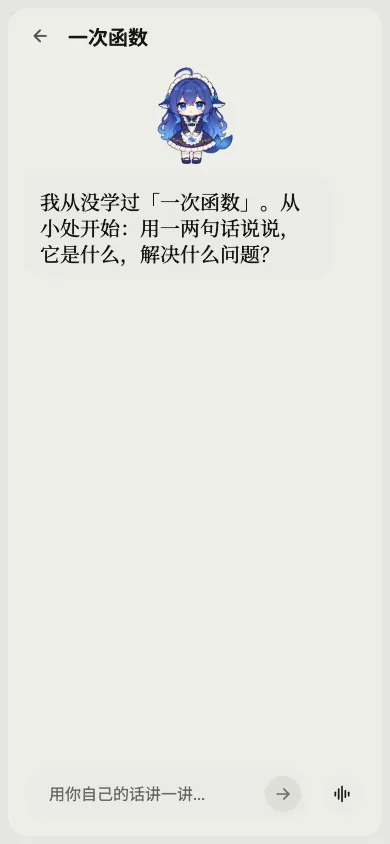 一次函数
我从没学过「一次函数」。从
小处开始：用一两句话说说，
它是什么，解决什么问题？
用你自己的话讲一讲...